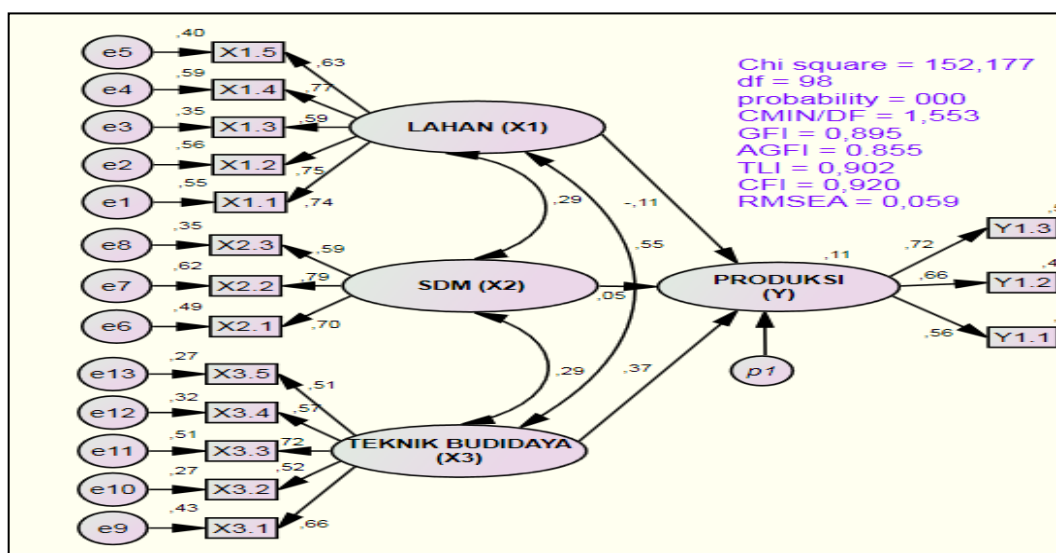 e5 ,40 X1.5 ,63
e4 ,59 X1.4 ,77
e3 ,35 X1.3 ,59
e2 ,56 X1.2 ,75
e1 ,55 X1.1 ,74
LAHAN (X1)
e8 ,35 X2.3 ,59
e7 ,62 X2.2 ,79
e6 ,49 X2.1 ,70
SDM (X2)
e13 ,27 X3.5 ,51
e12 ,32 X3.4 ,57
e11 ,51 X3.3 ,72
e10 ,27 X3.2 ,52
e9 ,43 X3.1 ,66
TEKNIK BUDIDAYA
(X3)
,29
,55
,29
-,11
,05
,37
Chi square = 152,177
df = 98
probability = 000
CMIN/DF = 1,553
GFI = 0,895
AGFI = 0.855
TLI = 0,902
CFI = 0,920
RMSEA = 0,059
,11
PRODUKSI
(Y)
p1
,72 Y1.3
,66 Y1.2
,56 Y1.1